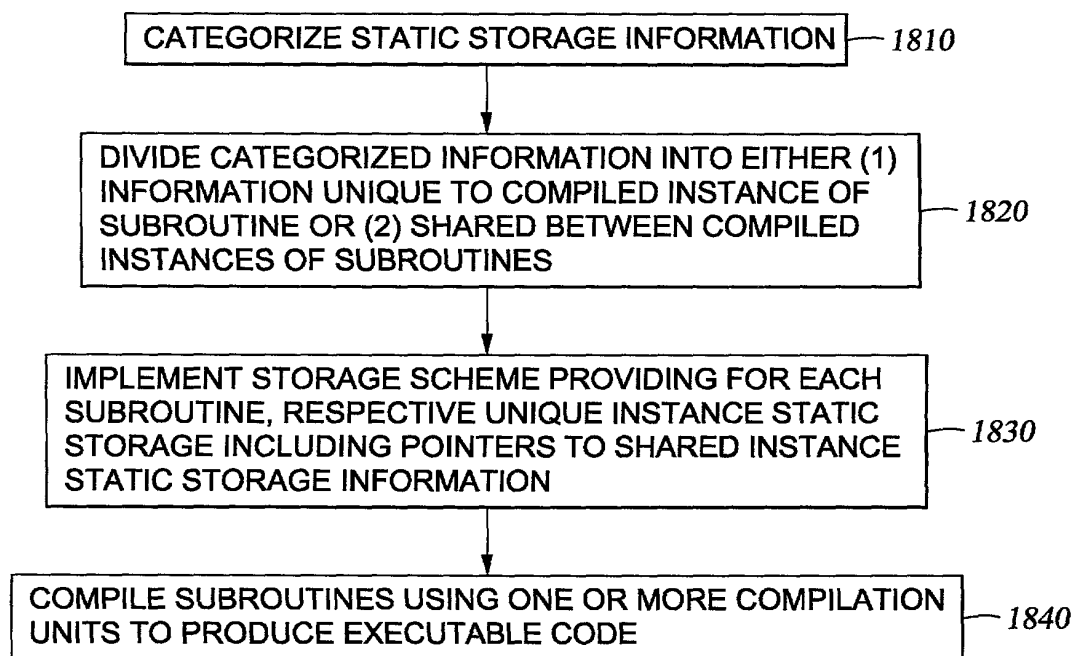 CATEGORIZE STATIC STORAGE INFORMATION
1810
DIVIDE CATEGORIZED INFORMATION INTO EITHER (1)
INFORMATION UNIQUE TO COMPILED INSTANCE OF
SUBROUTINE OR (2) SHARED BETWEEN COMPILED
INSTANCES OF SUBROUTINES
1820
IMPLEMENT STORAGE SCHEME PROVIDING FOR EACH
SUBROUTINE, RESPECTIVE UNIQUE INSTANCE STATIC
STORAGE INCLUDING POINTERS TO SHARED INSTANCE
STATIC STORAGE INFORMATION
1830
COMPILE SUBROUTINES USING ONE OR MORE COMPILATION
UNITS TO PRODUCE EXECUTABLE CODE
1840